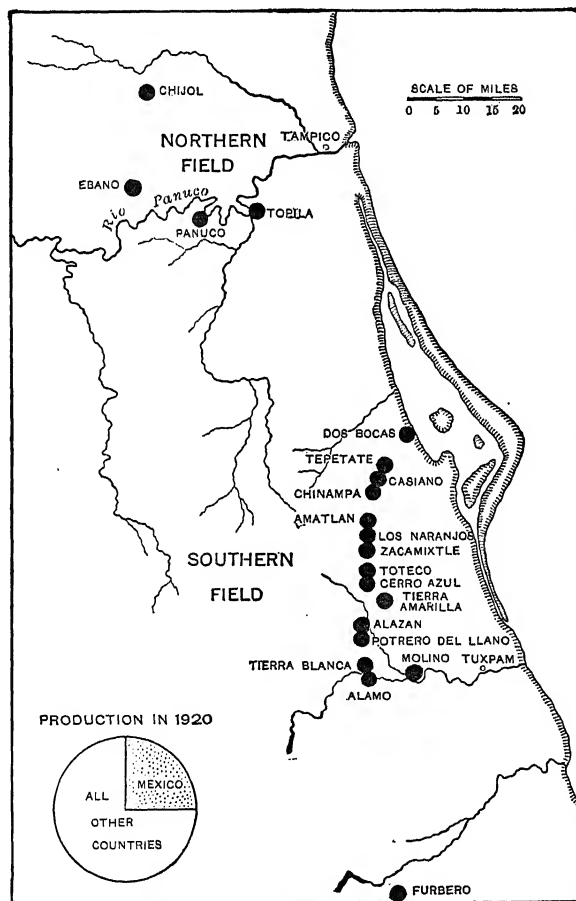 SCALE OF MILES
0 5 10 15 20
CHIJOL
NORTHERN
FIELD
TAMPICO
EBANO
Rio Panuco
PANUCO
TOPILA
DOS BOCAS
TEPETATE
CASIANO
CHINAMPA
AMATLAN
LOS NARANJOS
ZACAMIXTLE
SOUTHERN
FIELD
TOTECO
CERRO AZUL
TIERRA
AMARILLA
ALAZAN
POTRERO DEL LLANO
TIERRA BLANCA
MOLINO
TUXPAM
ALAMO
PRODUCTION IN 1920
MEXICO
ALL
OTHER
COUNTRIES
FURBERO